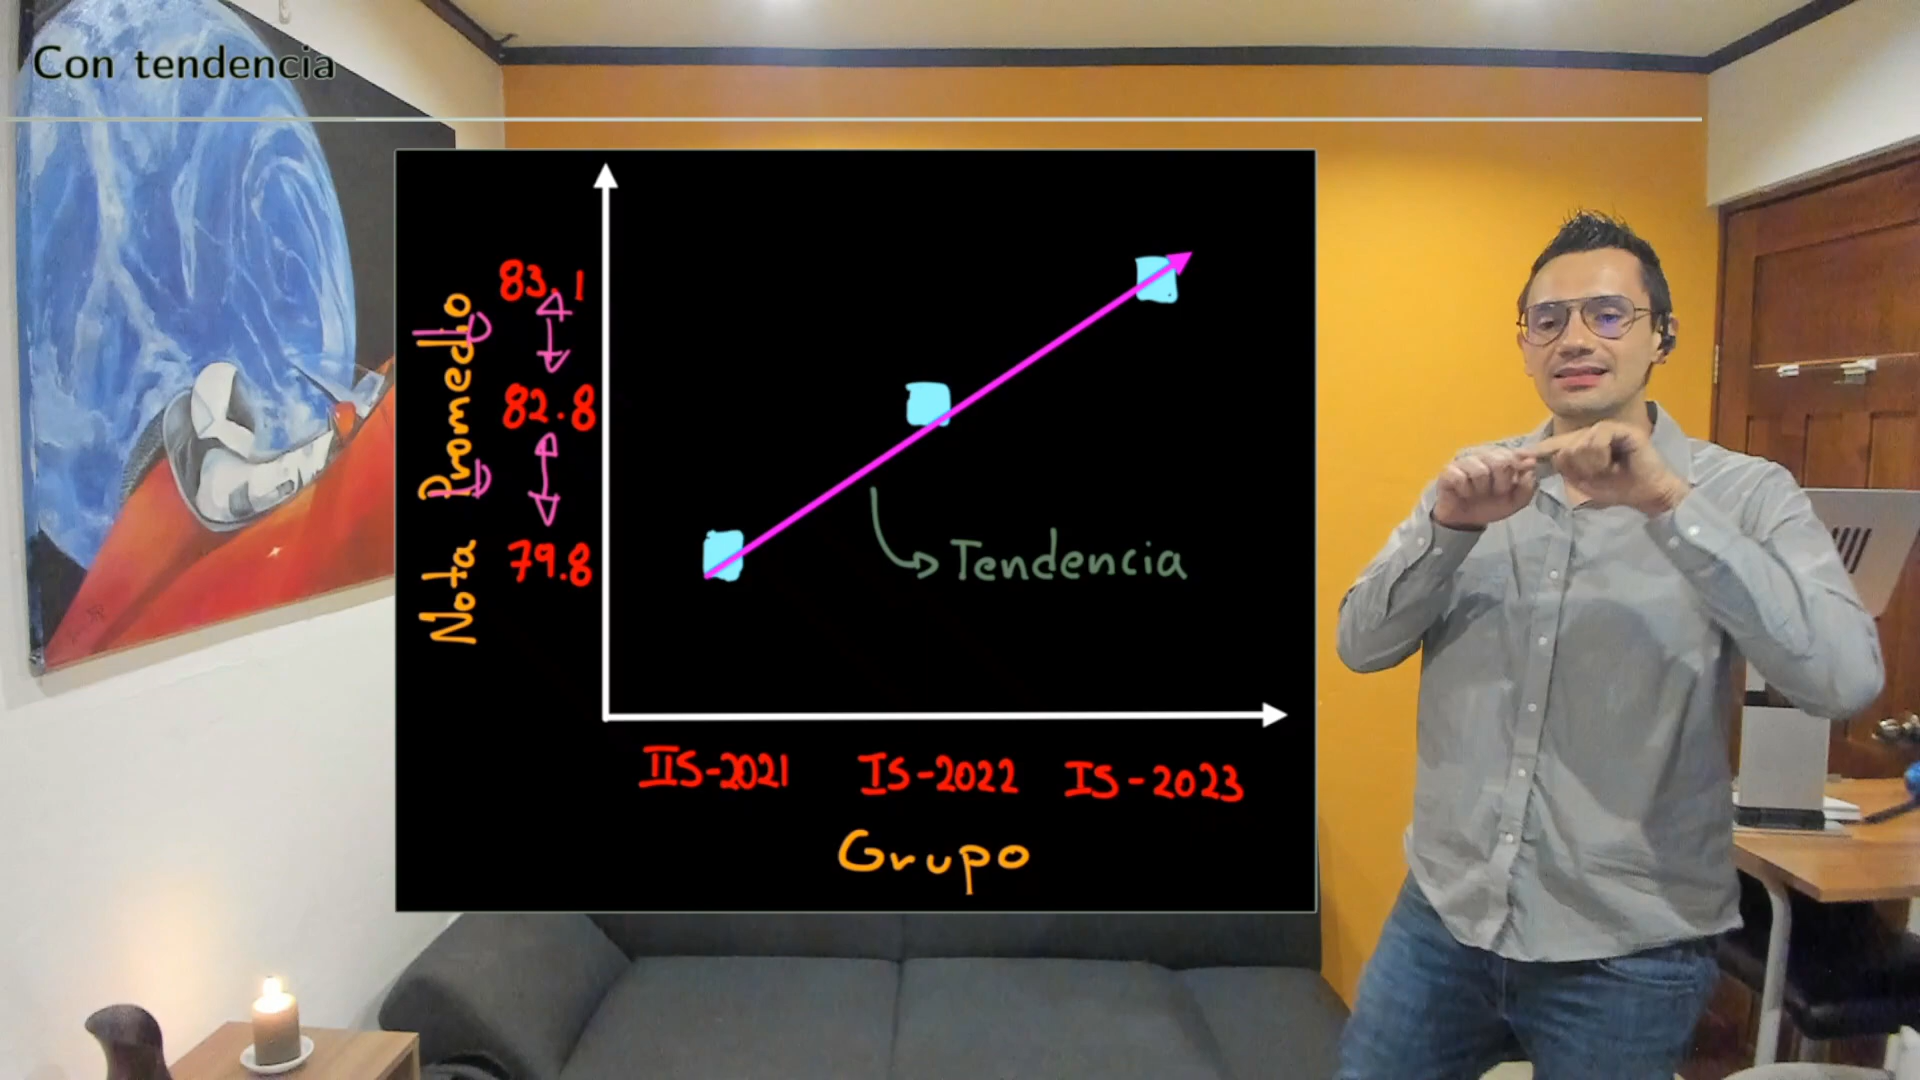 Con tendencia
Nota Promedio
83.1
82.8
79.8
Tendencia
IIS-2021 IS-2022 IS-2023
Grupo